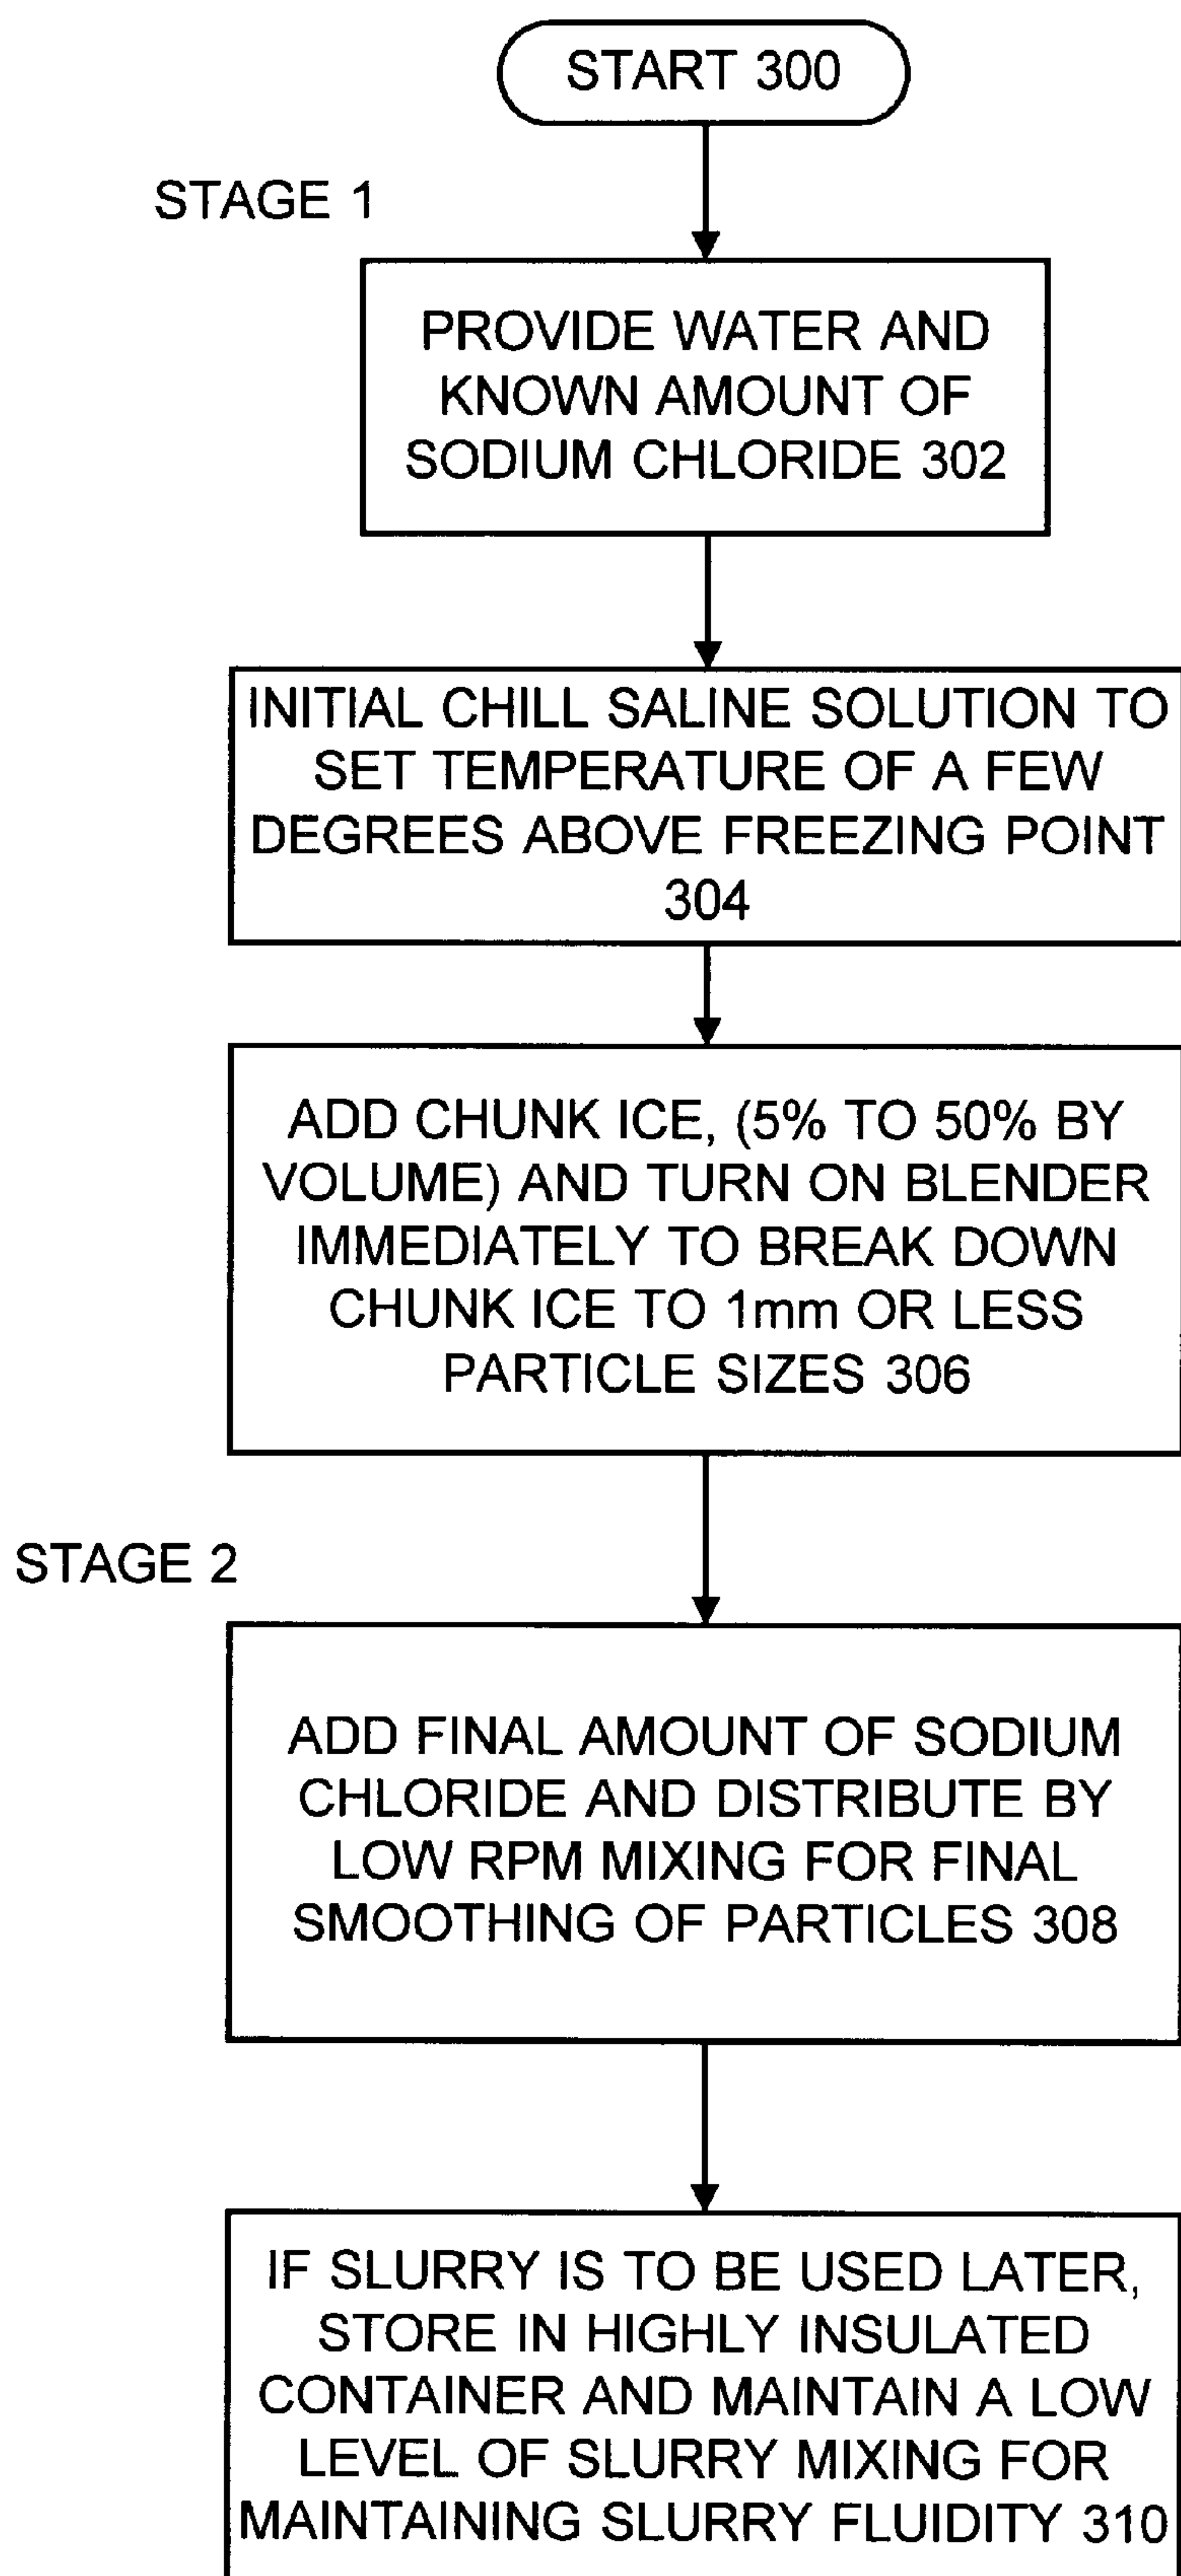 START 300
STAGE 1
PROVIDE WATER AND
KNOWN AMOUNT OF
SODIUM CHLORIDE 302
INITIAL CHILL SALINE SOLUTION TO
SET TEMPERATURE OF A FEW
DEGREES ABOVE FREEZING POINT
304
ADD CHUNK ICE, (5% TO 50% BY
VOLUME) AND TURN ON BLENDER
IMMEDIATELY TO BREAK DOWN
CHUNK ICE TO 1mm OR LESS
PARTICLE SIZES 306
STAGE 2
ADD FINAL AMOUNT OF SODIUM
CHLORIDE AND DISTRIBUTE BY
LOW RPM MIXING FOR FINAL
SMOOTHING OF PARTICLES 308
IF SLURRY IS TO BE USED LATER,
STORE IN HIGHLY INSULATED
CONTAINER AND MAINTAIN A LOW
LEVEL OF SLURRY MIXING FOR
MAINTAINING SLURRY FLUIDITY 310